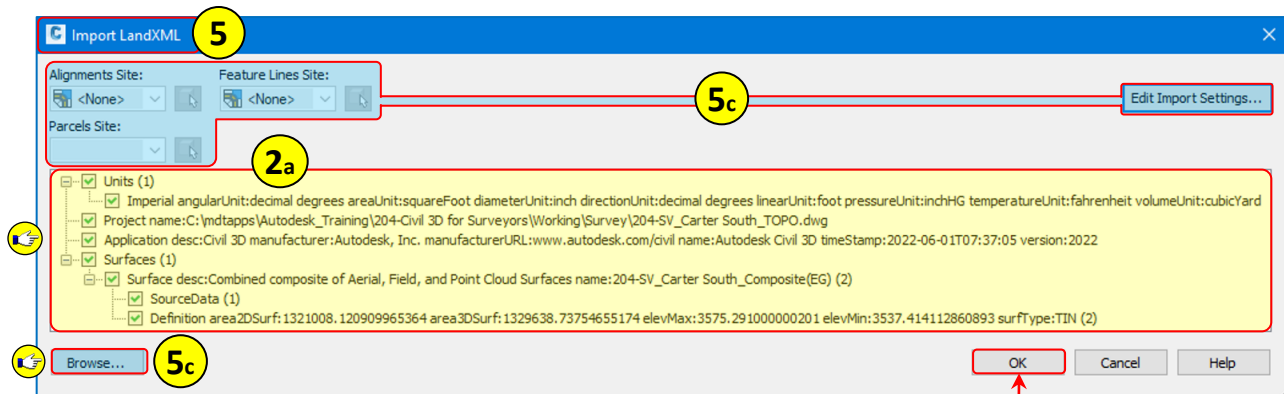 Import LandXML
5
Alignments Site:
Feature Lines Site:
<None>
<None>
5c
Edit Import Settings...
Parcels Site:
2a
Units (1)
Imperial angularUnit:decimal degrees areaUnit:squareFoot diameterUnit:inch directionUnit:decimal degrees linearUnit:foot pressureUnit:inchHG temperatureUnit:fahrenheit volumeUnit:cubicYard
Project name:C:\mdtapps\Autodesk_Training\204-Civil 3D for Surveyors\Working\Survey\204-SV_Carter South_TOPO.dwg
Application desc:Civil 3D manufacturer:Autodesk, Inc. manufacturerURL:www.autodesk.com/civil name:Autodesk Civil 3D timeStamp:2022-06-01T07:37:05 version:2022
Surfaces (1)
Surface desc:Combined composite of Aerial, Field, and Point Cloud Surfaces name:204-SV_Carter South_Composite(EG) (2)
SourceData (1)
Definition area2DSurf:1321008.120909965364 area3DSurf:1329638.73754655174 elevMax:3575.291000000201 elevMin:3537.414112860893 surfType:TIN (2)
Browse...
5c
OK
Cancel
Help